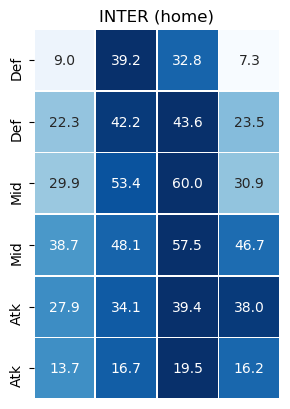 INTER (home)
Def 9.0 39.2 32.8 7.3
Def 22.3 42.2 43.6 23.5
Mid 29.9 53.4 60.0 30.9
Mid 38.7 48.1 57.5 46.7
Atk 27.9 34.1 39.4 38.0
Atk 13.7 16.7 19.5 16.2